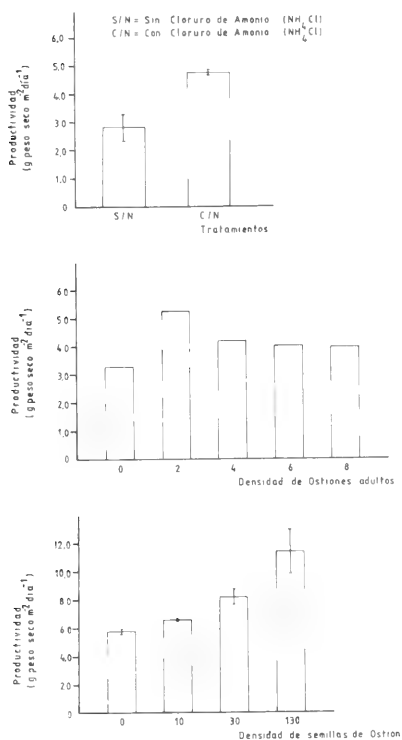 S/N = Sin Cloruro de Amonio (NH4Cl)
C/N = Con Cloruro de Amonio (NH4Cl)
Productividad
(g peso seco m-2 día-1)
6,0
5,0
4,0
3,0
2,0
1,0
0
S/N C/N
Tratamientos
Productividad
(g peso seco m-2 día-1)
6.0
5.0
4.0
3,0
2.0
1,0
0
0 2 4 6 8
Densidad de Ostiones adultos
Productividad
(g peso seco m-2 día-1)
12,0
10,0
8.0
6.0
4.0
2.0
0
0 10 30 130
Densidad de semillas de Ostion